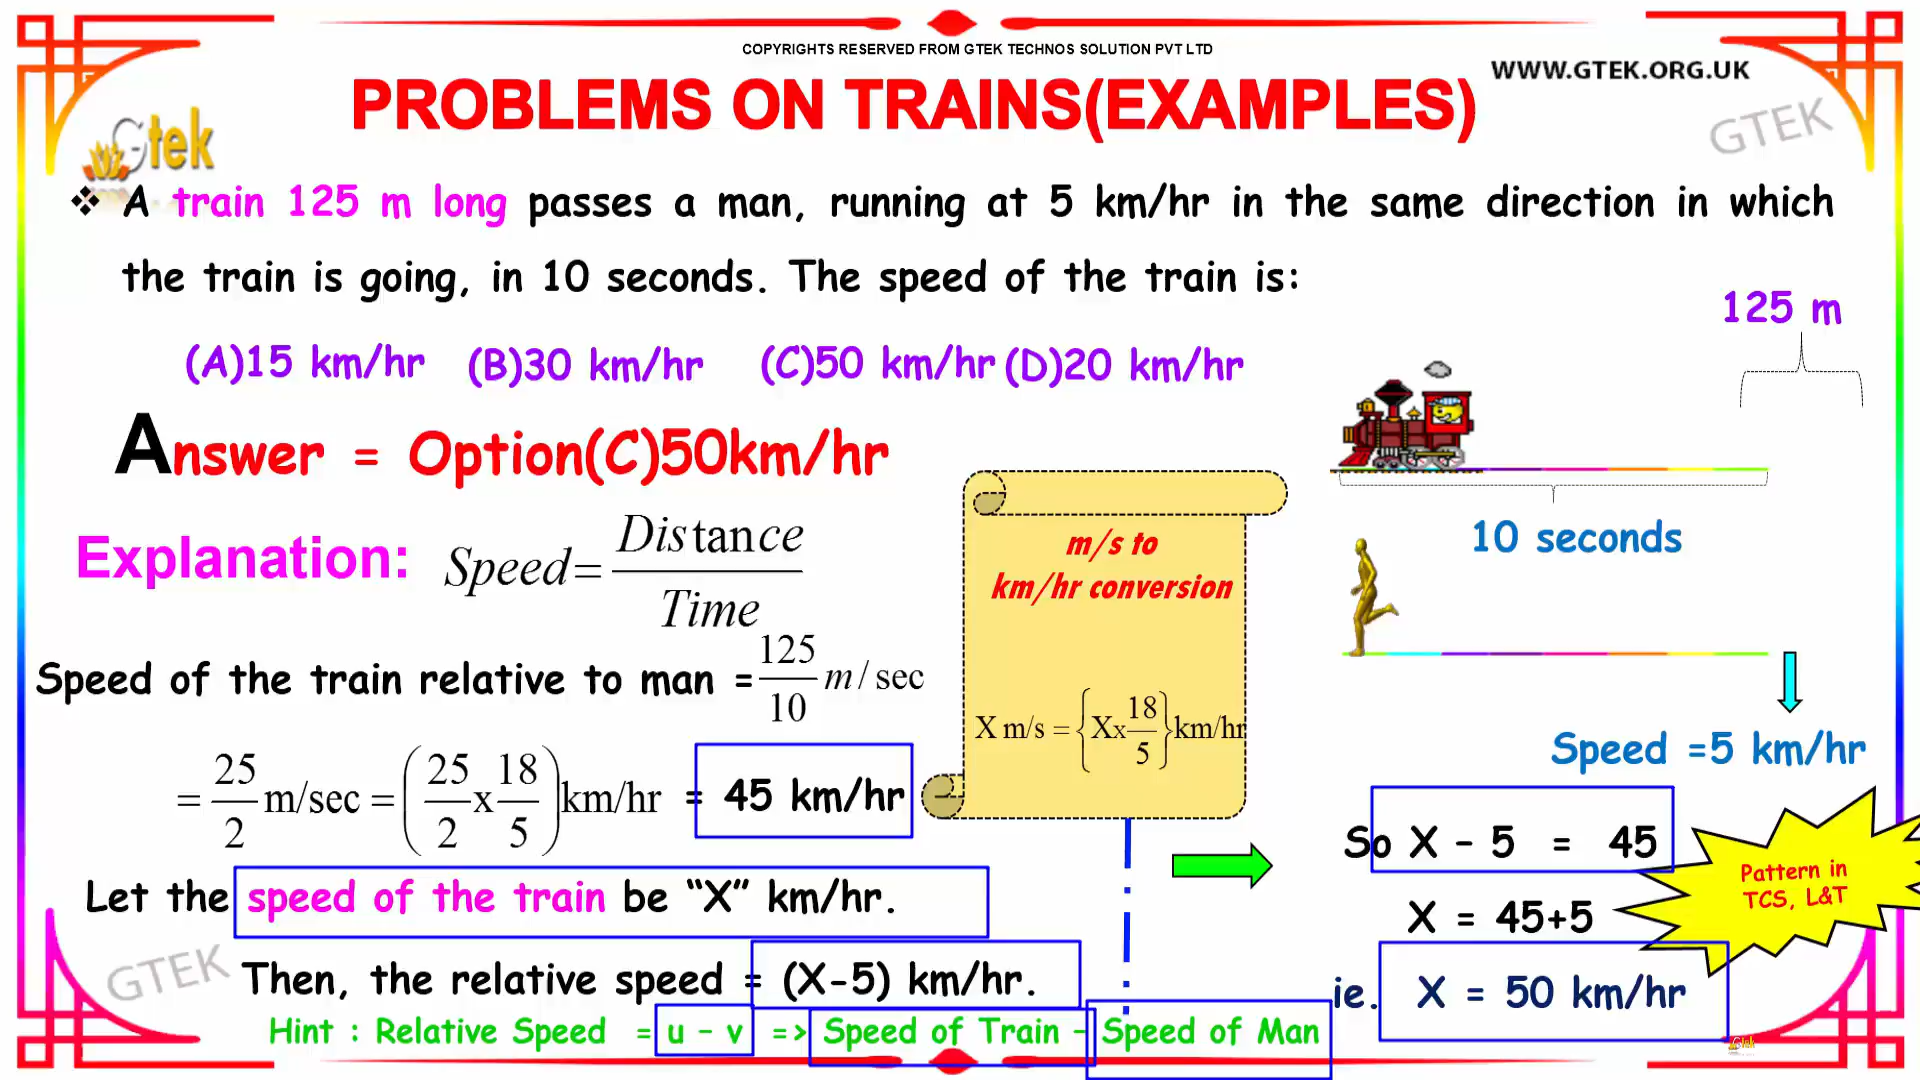 COPYRIGHTS RESERVED FROM GTEK TECHNOS SOLUTION PVT LTD
WWW.GTEK.ORG.UK
PROBLEMS ON TRAINS(EXAMPLES)
Gtek
GTEK
❖ A train 125 m long passes a man, running at 5 km/hr in the same direction in which
the train is going, in 10 seconds. The speed of the train is:
125 m
(A)15 km/hr (B)30 km/hr (C)50 km/hr (D)20 km/hr
Answer = Option(C)50km/hr
10 seconds
Explanation: Speed = Distance / Time
m/s to
km/hr conversion
X m/s = {X x 18/5} km/hr
Speed of the train relative to man = 125/10 m/sec
= 25/2 m/sec = (25/2 x 18/5) km/hr = 45 km/hr
Speed =5 km/hr
Let the speed of the train be “X” km/hr.
Then, the relative speed = (X-5) km/hr.
Hint : Relative Speed = u – v => Speed of Train – Speed of Man
So X – 5 = 45
X = 45+5
ie. X = 50 km/hr
Pattern in
TCS, L&T
GTEK
Gtek